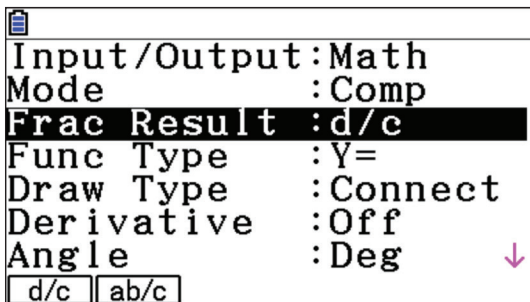 Input/Output:Math
Mode :Comp
Frac Result :d/c
Func Type :Y=
Draw Type :Connect
Derivative :Off
Angle :Deg ↓
d/c ab/c